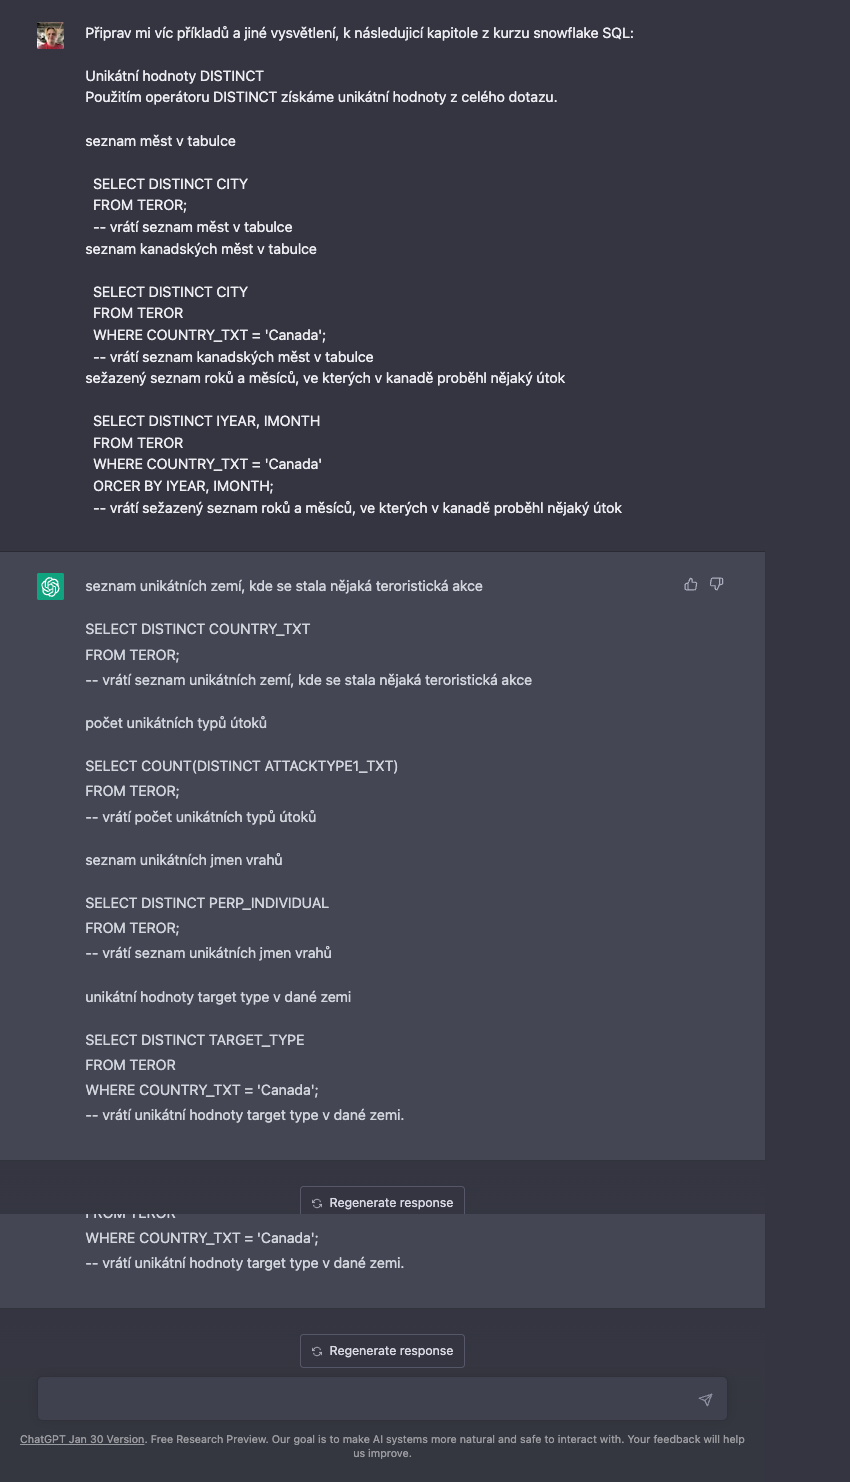 Připrav mi víc příkladů a jiné vysvětlení, k následujicí kapitole z kurzu snowflake SQL:
Unikátní hodnoty DISTINCT
Použitím operátoru DISTINCT získáme unikátní hodnoty z celého dotazu.
seznam měst v tabulce
SELECT DISTINCT CITY
FROM TEROR;
-- vrátí seznam měst v tabulce
seznam kanadských měst v tabulce
SELECT DISTINCT CITY
FROM TEROR
WHERE COUNTRY_TXT = 'Canada';
-- vrátí seznam kanadských měst v tabulce
sežazený seznam roků a měsíců, ve kterých v kanadě proběhl nějaký útok
SELECT DISTINCT IYEAR, IMONTH
FROM TEROR
WHERE COUNTRY_TXT = 'Canada'
ORCER BY IYEAR, IMONTH;
-- vrátí sežazený seznam roků a měsíců, ve kterých v kanadě proběhl nějaký útok
seznam unikátních zemí, kde se stala nějaká teroristická akce
SELECT DISTINCT COUNTRY_TXT
FROM TEROR;
-- vrátí seznam unikátních zemí, kde se stala nějaká teroristická akce
počet unikátních typů útoků
SELECT COUNT(DISTINCT ATTACKTYPE1_TXT)
FROM TEROR;
-- vrátí počet unikátních typů útoků
seznam unikátních jmen vrahů
SELECT DISTINCT PERP_INDIVIDUAL
FROM TEROR;
-- vrátí seznam unikátních jmen vrahů
unikátní hodnoty target type v dané zemi
SELECT DISTINCT TARGET_TYPE
FROM TEROR
WHERE COUNTRY_TXT = 'Canada';
-- vrátí unikátní hodnoty target type v dané zemi.
Regenerate response
FROM TEROR
WHERE COUNTRY_TXT = 'Canada';
-- vrátí unikátní hodnoty target type v dané zemi.
Regenerate response
ChatGPT Jan 30 Version. Free Research Preview. Our goal is to make AI systems more natural and safe to interact with. Your feedback will help
us improve.